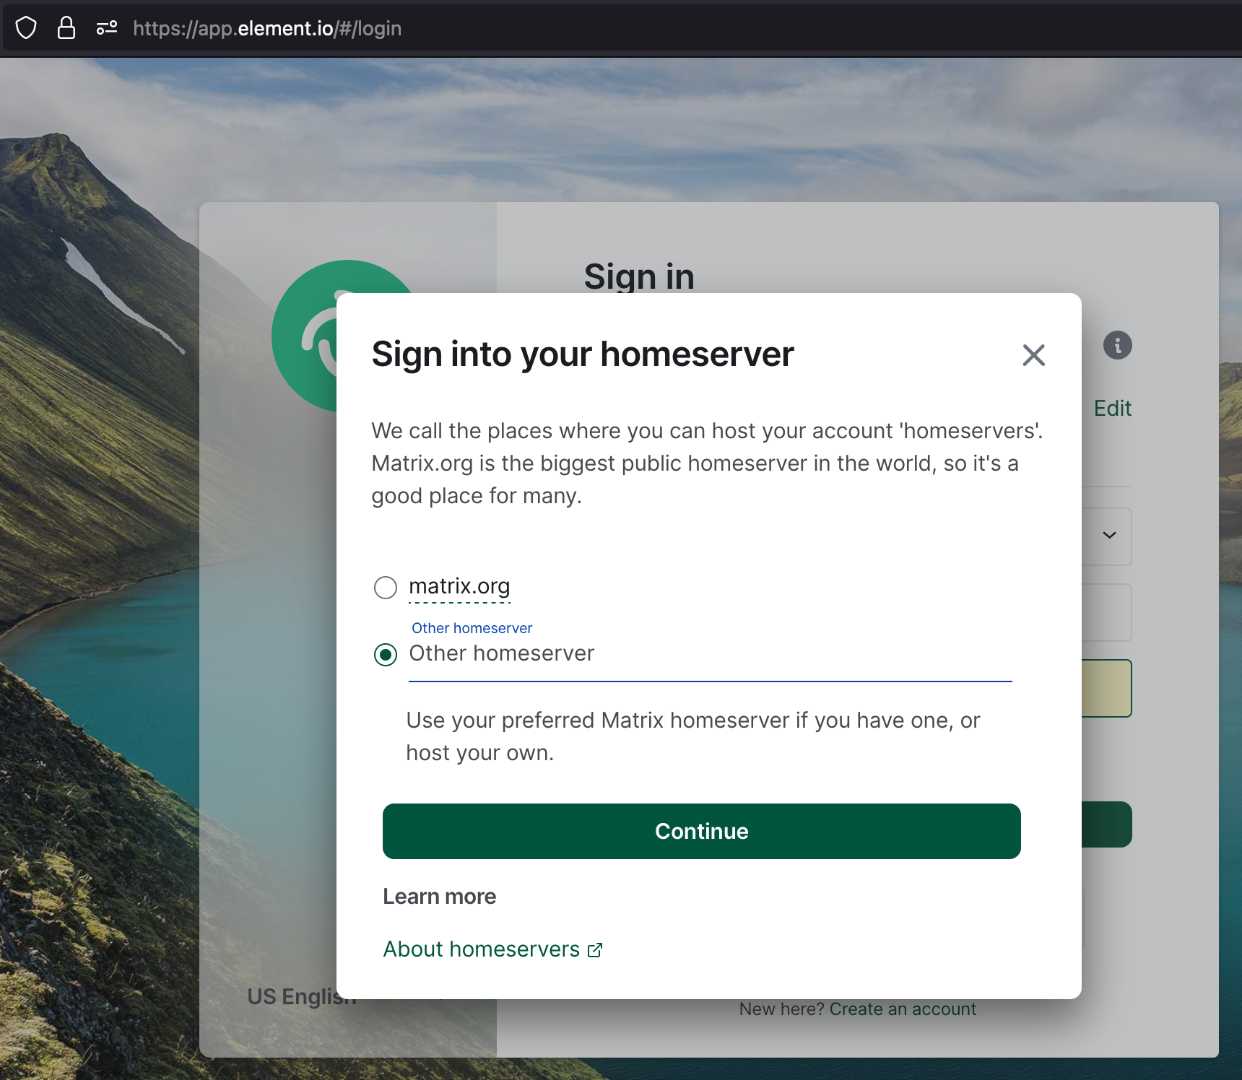 https://app.element.io/#/login
Sign in
Sign into your homeserver
We call the places where you can host your account 'homeservers'.
Matrix.org is the biggest public homeserver in the world, so it's a
good place for many.
Edit
matrix.org
Other homeserver
Other homeserver
Use your preferred Matrix homeserver if you have one, or
host your own.
Continue
Learn more
About homeservers
US English
New here? Create an account